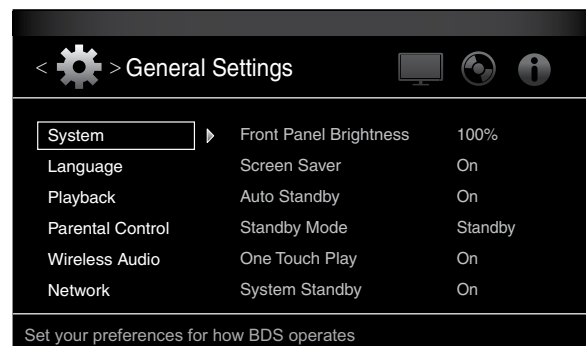 < > General Settings
System Front Panel Brightness 100%
Language Screen Saver On
Playback Auto Standby On
Parental Control Standby Mode Standby
Wireless Audio One Touch Play On
Network System Standby On
Set your preferences for how BDS operates